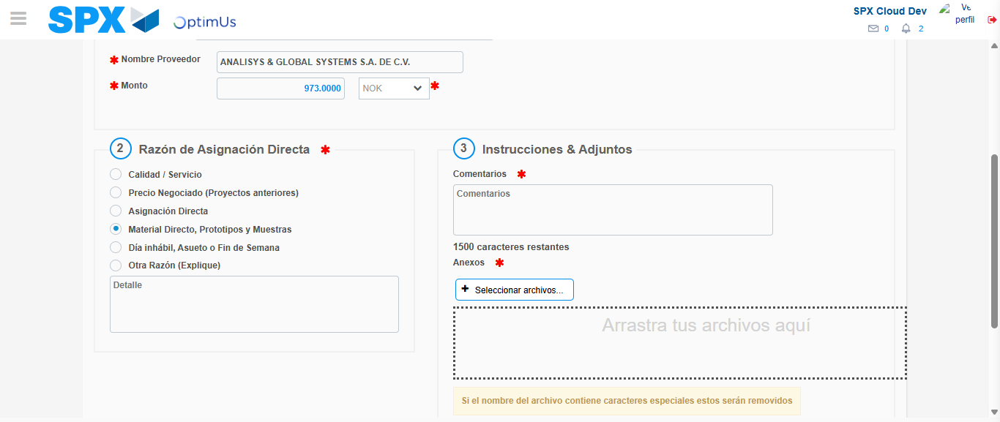 SPX
OptimUs
SPX Cloud Dev
0
2
Ve
perfil
Nombre Proveedor
ANALISYS & GLOBAL SYSTEMS S.A. DE C.V.
Monto
973.0000
NOK
2
Razón de Asignación Directa
Calidad / Servicio
Precio Negociado (Proyectos anteriores)
Asignación Directa
Material Directo, Prototipos y Muestras
Día inhábil, Asueto o Fin de Semana
Otra Razón (Explique)
Detalle
3
Instrucciones & Adjuntos
Comentarios
Comentarios
1500 caracteres restantes
Anexos
Seleccionar archivos...
Arrastra tus archivos aquí
Si el nombre del archivo contiene caracteres especiales estos serán removidos